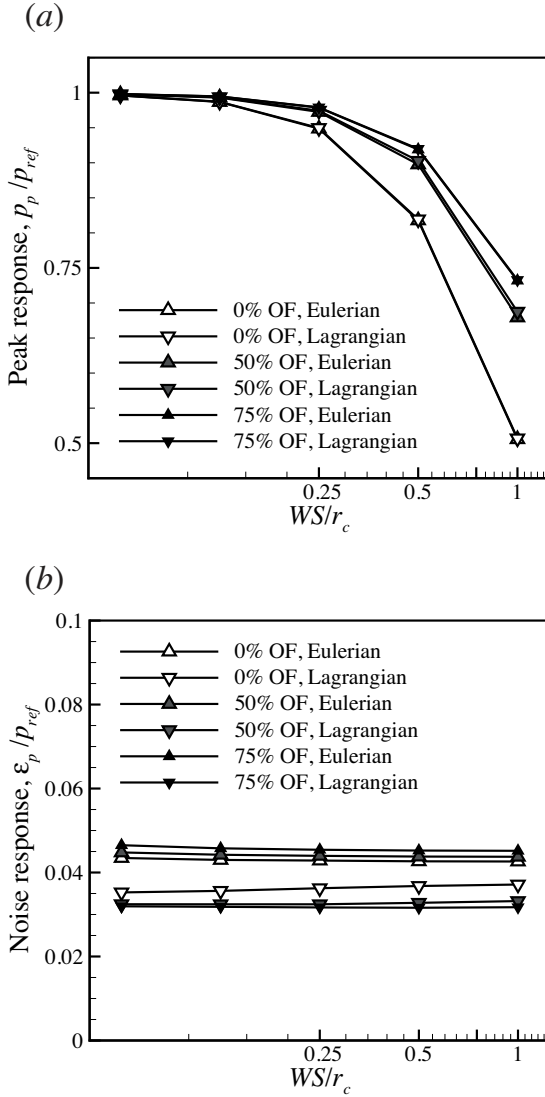 (a)
Peak response, p_p /p_ref
1
0.75
0.5
0% OF, Eulerian
0% OF, Lagrangian
50% OF, Eulerian
50% OF, Lagrangian
75% OF, Eulerian
75% OF, Lagrangian
0.25 0.5 1
WS/r_c
(b)
Noise response, ε_p /p_ref
0.1
0.08
0.06
0.04
0.02
0
0% OF, Eulerian
0% OF, Lagrangian
50% OF, Eulerian
50% OF, Lagrangian
75% OF, Eulerian
75% OF, Lagrangian
0.25 0.5 1
WS/r_c